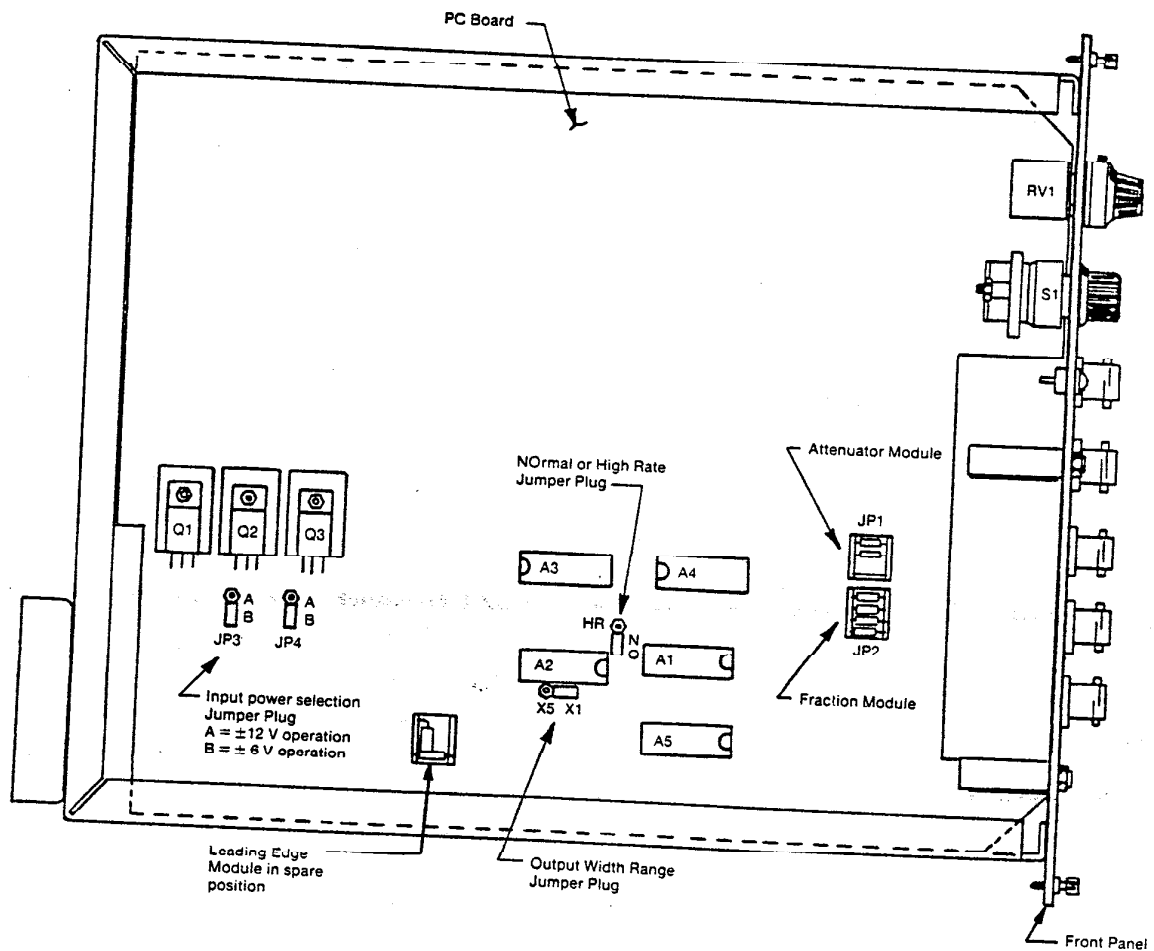 PC Board
RV1
S1
NOrmal or High Rate
Jumper Plug
Attenuator Module
Q1
Q2
Q3
JP1
A3
A4
A
B
A
B
HR
NO
JP3
JP4
JP2
A2
A1
Input power selection
Jumper Plug
A = ±12 V operation
B = ± 6 V operation
X5 X1
Fraction Module
A5
Leading Edge
Module in spare
position
Output Width Range
Jumper Plug
Front Panel